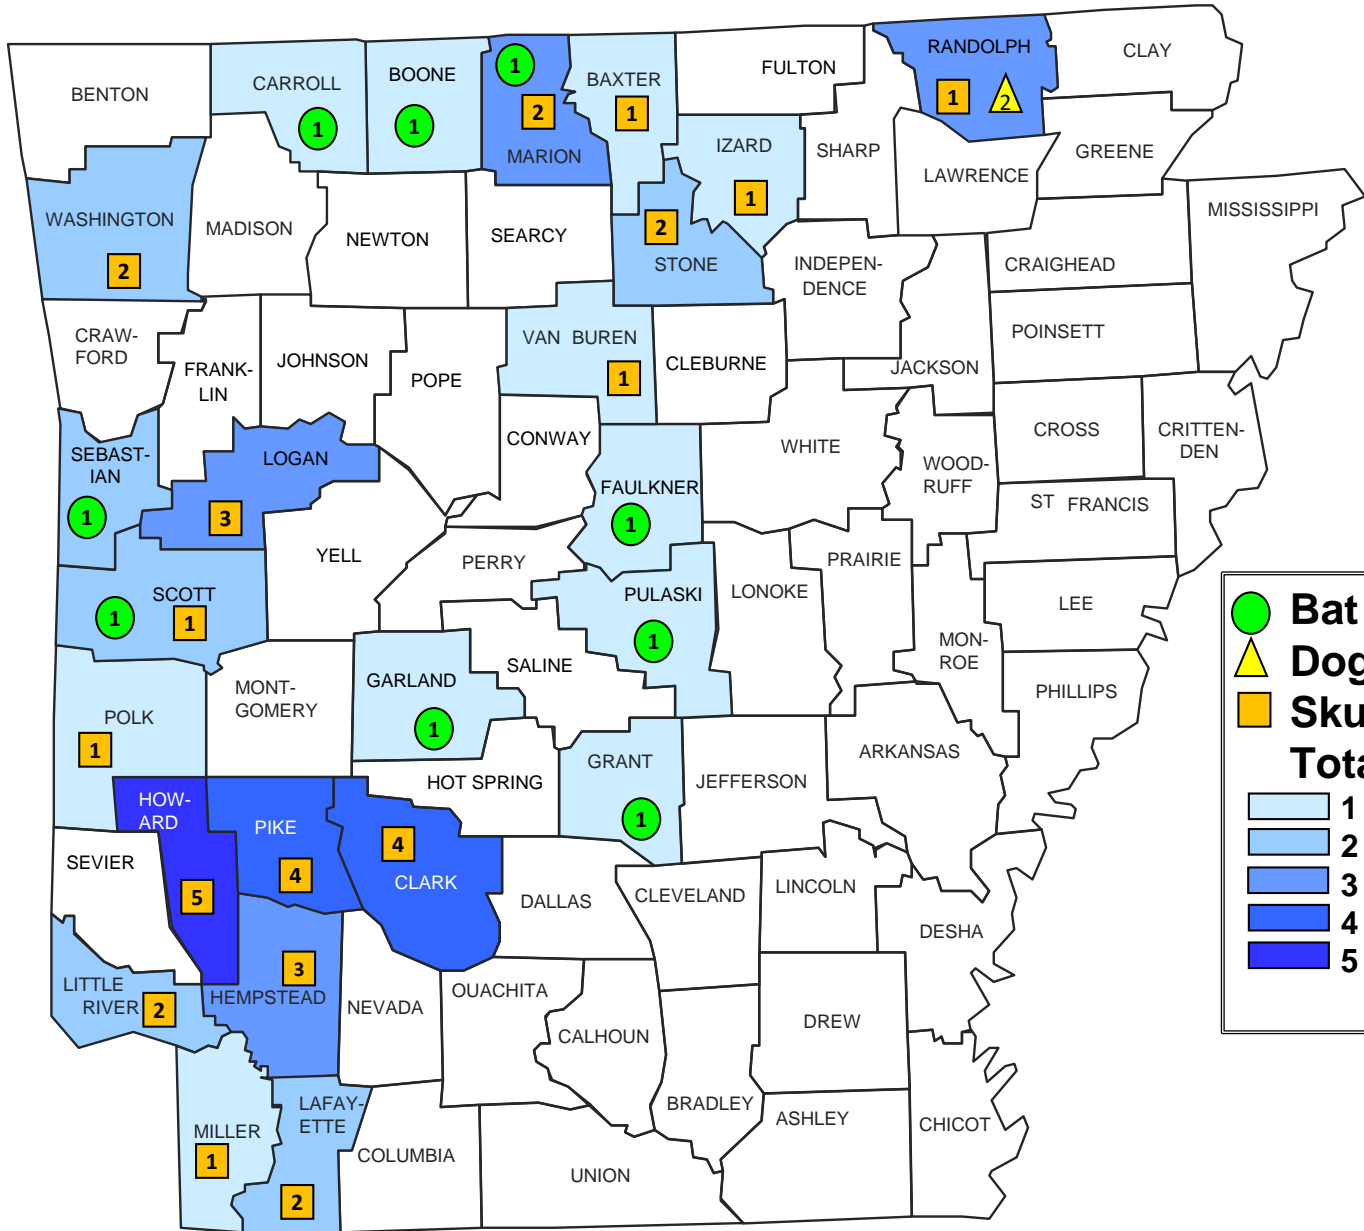 BENTON
CARROLL
1
BOONE
1
1
2
MARION
BAXTER
1
FULTON
RANDOLPH
1
2
CLAY
IZARD
1
SHARP
LAWRENCE
GREENE
WASHINGTON
2
MADISON
NEWTON
SEARCY
2
STONE
INDEPEN-
DENCE
CRAIGHEAD
MISSISSIPPI
CRAW-
FORD
FRANK-
LIN
JOHNSON
POPE
VAN BUREN
1
CLEBURNE
JACKSON
POINSETT
SEBAST-
IAN
1
LOGAN
3
CONWAY
WHITE
WOOD-
RUFF
CROSS
CRITTEN-
DEN
FAULKNER
1
ST FRANCIS
YELL
PERRY
PULASKI
1
LONOKE
PRAIRIE
LEE
SCOTT
1
1
MON-
ROE
PHILLIPS
POLK
1
MONT-
GOMERY
GARLAND
1
SALINE
HOT SPRING
GRANT
1
JEFFERSON
ARKANSAS
HOW-
ARD
5
PIKE
4
4
CLARK
SEVIER
DALLAS
CLEVELAND
LINCOLN
DESHA
LITTLE
RIVER
2
3
HEMPSTEAD
NEVADA
OUACHITA
CALHOUN
DREW
BRADLEY
ASHLEY
CHICOT
MILLER
1
LAFAY-
ETTE
2
COLUMBIA
UNION
Bat
Dog
Sku
Tota
1
2
3
4
5